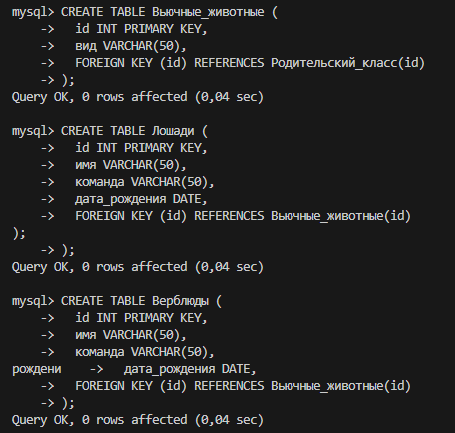 mysql> CREATE TABLE Вьючные_животные (
    ->   id INT PRIMARY KEY,
    ->   вид VARCHAR(50),
    ->   FOREIGN KEY (id) REFERENCES Родительский_класс(id)
    -> );
Query OK, 0 rows affected (0,04 sec)

mysql> CREATE TABLE Лошади (
    ->   id INT PRIMARY KEY,
    ->   имя VARCHAR(50),
    ->   команда VARCHAR(50),
    ->   дата_рождения DATE,
    ->   FOREIGN KEY (id) REFERENCES Вьючные_животные(id)
);
    -> );
Query OK, 0 rows affected (0,04 sec)

mysql> CREATE TABLE Верблюды (
    ->   id INT PRIMARY KEY,
    ->   имя VARCHAR(50),
    ->   команда VARCHAR(50),
рождени    ->   дата_рождения DATE,
    ->   FOREIGN KEY (id) REFERENCES Вьючные_животные(id)
    -> );
Query OK, 0 rows affected (0,04 sec)